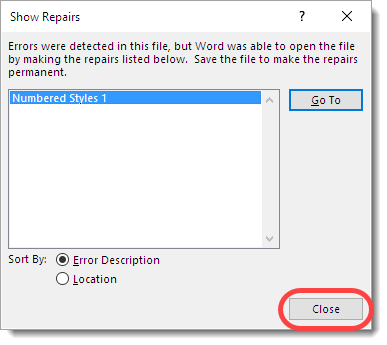 Show Repairs
?
Errors were detected in this file, but Word was able to open the file
by making the repairs listed below.  Save the file to make the repairs
permanent.
Numbered Styles 1
Go To
Sort By:
Error Description
Location
Close